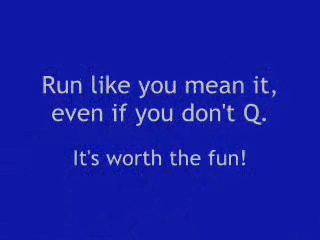 Run like you mean it,
even if you don't Q.
It's worth the fun!